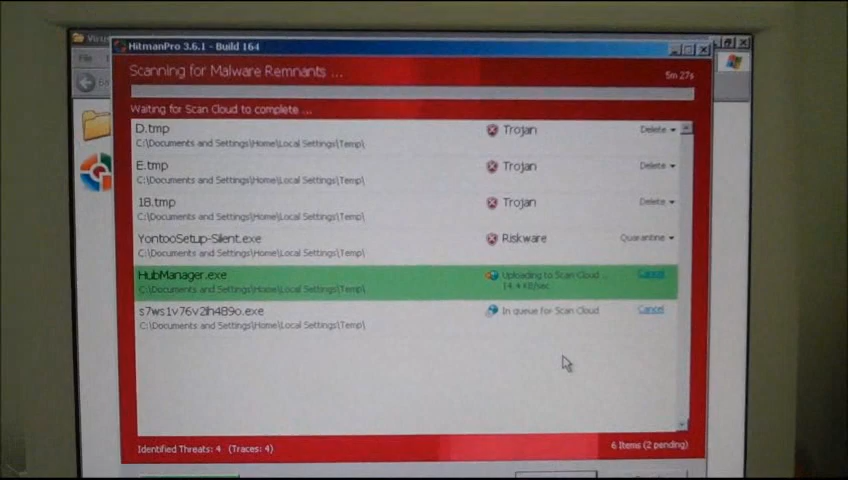 Virus
HitmanPro 3.6.1 - Build 164
File
Scanning for Malware Remnants ...
5m 27s
Waiting for Scan Cloud to complete ...
D.tmp Trojan Delete
C:\Documents and Settings\Home\Local Settings\Temp\
E.tmp Trojan Delete
C:\Documents and Settings\Home\Local Settings\Temp\
1B.tmp Trojan Delete
C:\Documents and Settings\Home\Local Settings\Temp\
YontooSetup-Silent.exe Riskware Quarantine
C:\Documents and Settings\Home\Local Settings\Temp\
HubManager.exe Uploading to Scan Cloud ... Cancel
C:\Documents and Settings\Home\Local Settings\Temp\ 14.4 KB/sec
s7ws1v76v2ih489o.exe In queue for Scan Cloud Cancel
C:\Documents and Settings\Home\Local Settings\Temp\
Identified Threats: 4 (Traces: 4) 6 Items (2 pending)